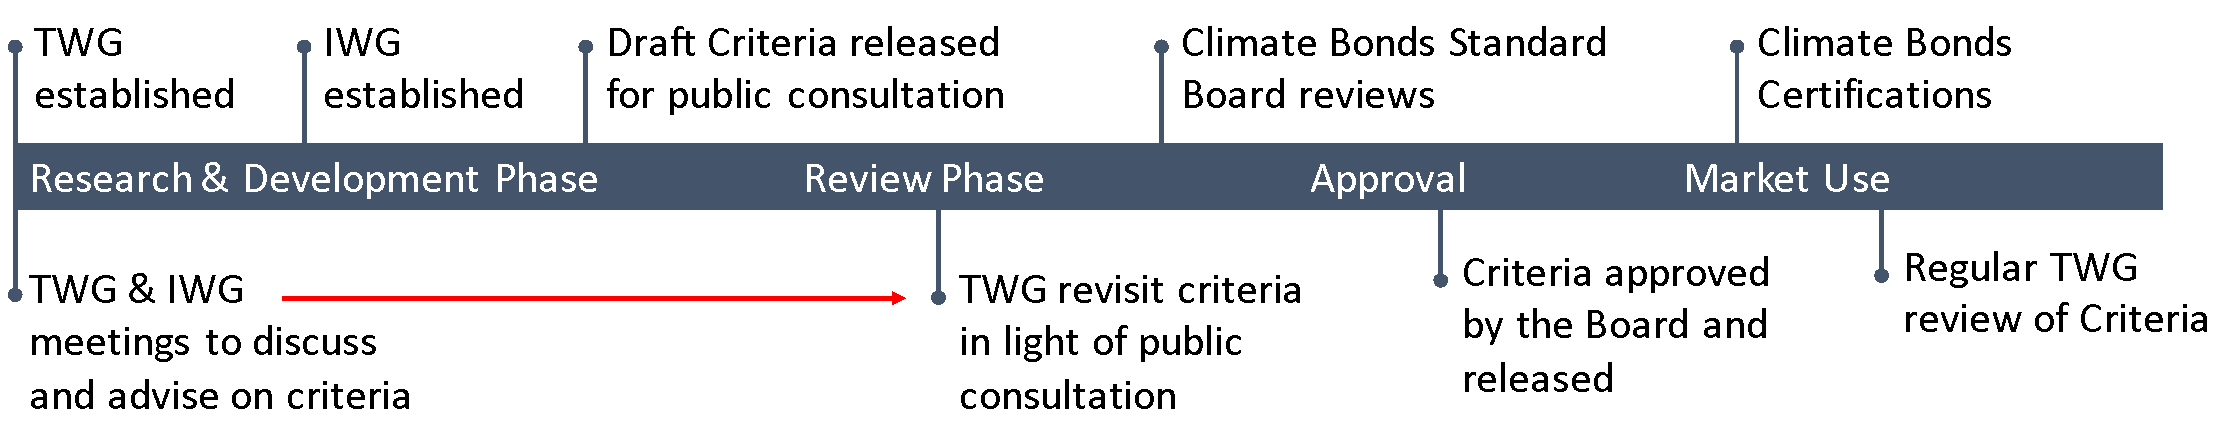 TWG
established
IWG
established
Draft Criteria released
for public consultation
Climate Bonds Standard
Board reviews
Climate Bonds
Certifications
Research & Development Phase
Review Phase
Approval
Market Use
TWG & IWG
meetings to discuss
and advise on criteria
TWG revisit criteria
in light of public
consultation
Criteria approved
by the Board and
released
Regular TWG
review of Criteria